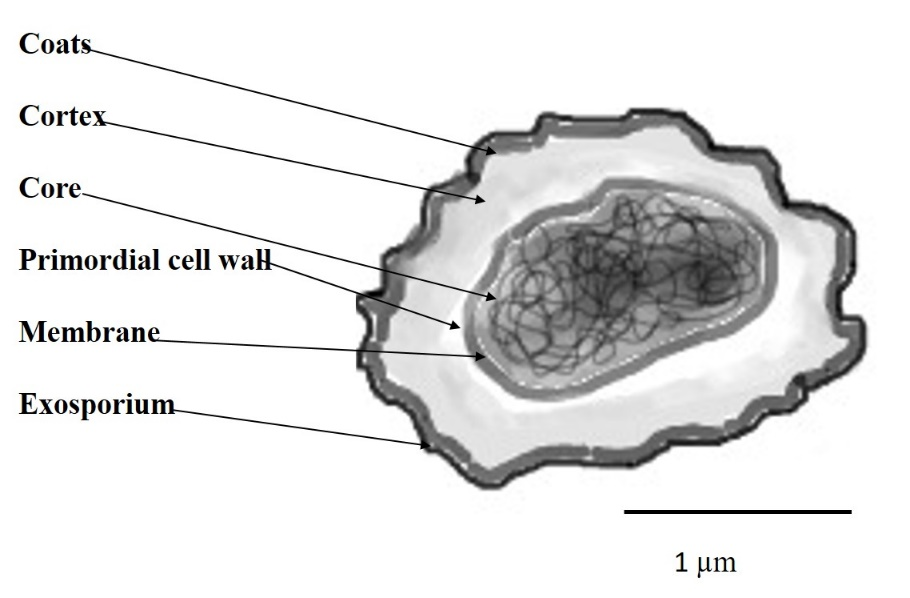 Coats
Cortex
Core
Primordial cell wall
Membrane
Exosporium
1 µm